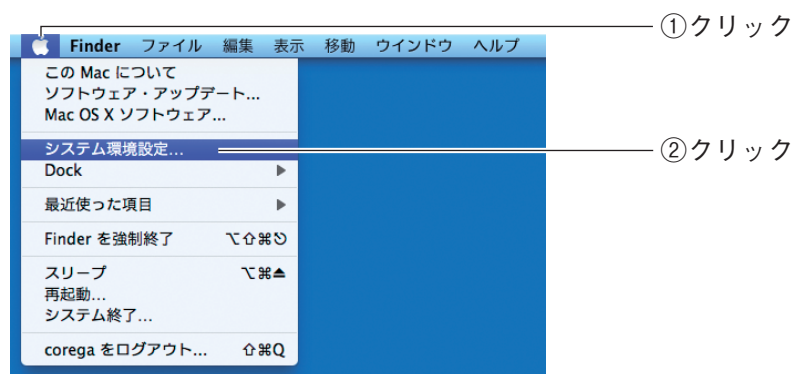 ①クリック
Finder ファイル 編集 表示 移動 ウインドウ ヘルプ
この Mac について
ソフトウェア・アップデート...
Mac OS X ソフトウェア...
システム環境設定...
②クリック
Dock ▶
最近使った項目 ▶
Finder を強制終了 ⌥⇧⌘⎋
スリープ ⌥⌘⏏
再起動...
システム終了...
corega をログアウト... ⇧⌘Q